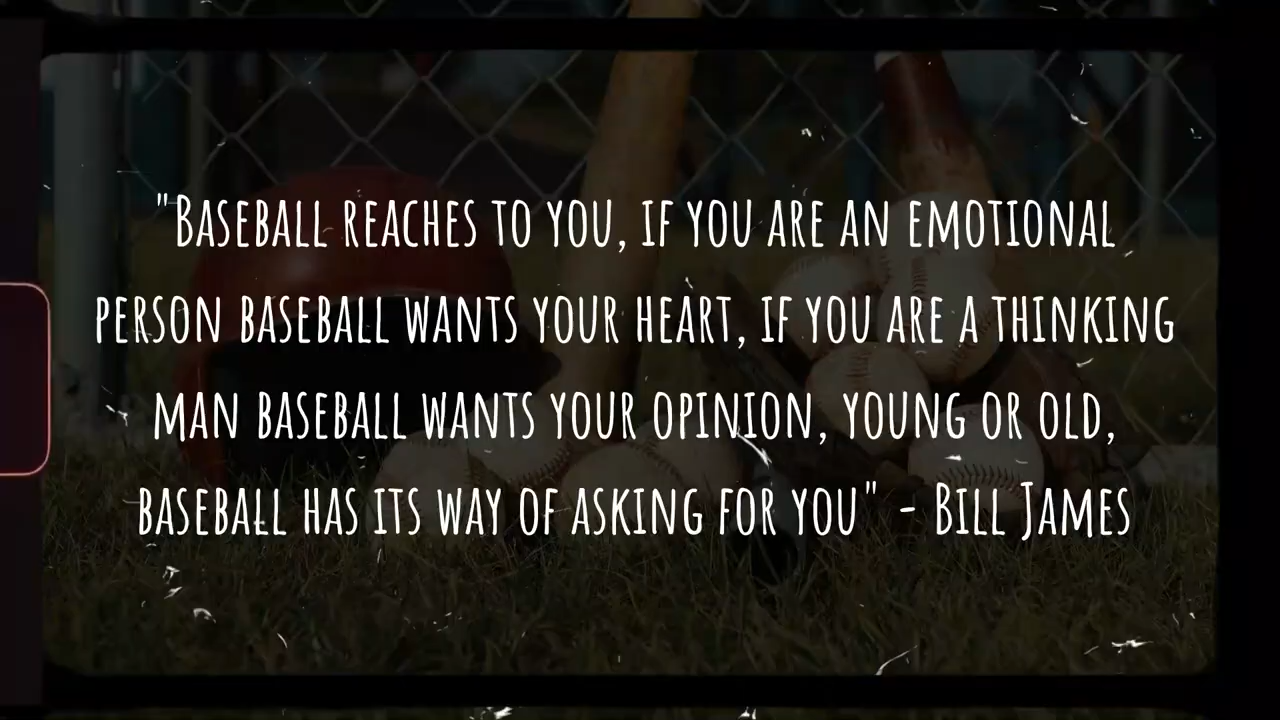 "Baseball reaches to you, if you are an emotional
person baseball wants your heart, if you are a thinking
man baseball wants your opinion, young or old,
baseball has its way of asking for you" - Bill James